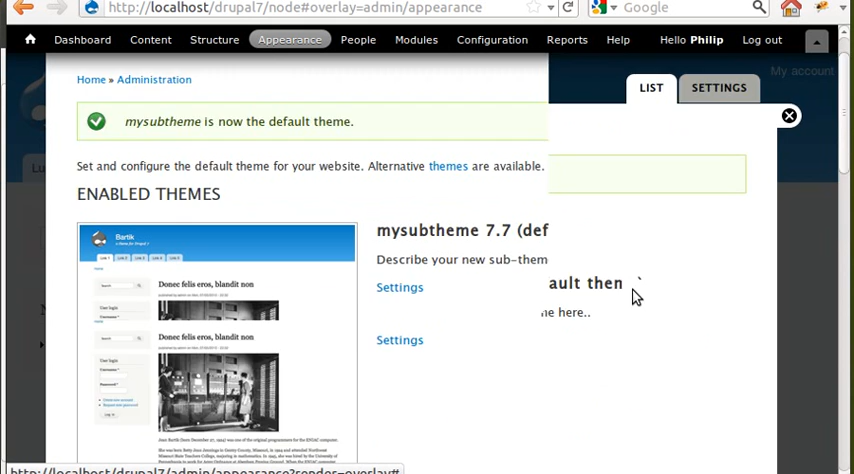 http://localhost/drupal7/node#overlay=admin/appearance
Google
Dashboard Content Structure Appearance People Modules Configuration Reports Help Hello Philip Log out
My account
Home » Administration
LIST SETTINGS
mysubtheme is now the default theme.
Set and configure the default theme for your website. Alternative themes are available.
ENABLED THEMES
mysubtheme 7.7 (def
Describe your new sub-them
Settings
ault then
ne here..
Settings
Bartik
Donec felis eros, blandit non
Search
User login
Donec felis eros, blandit non
Search
User login
http://localhost/drupal7/admin/appearance?render=overlay#